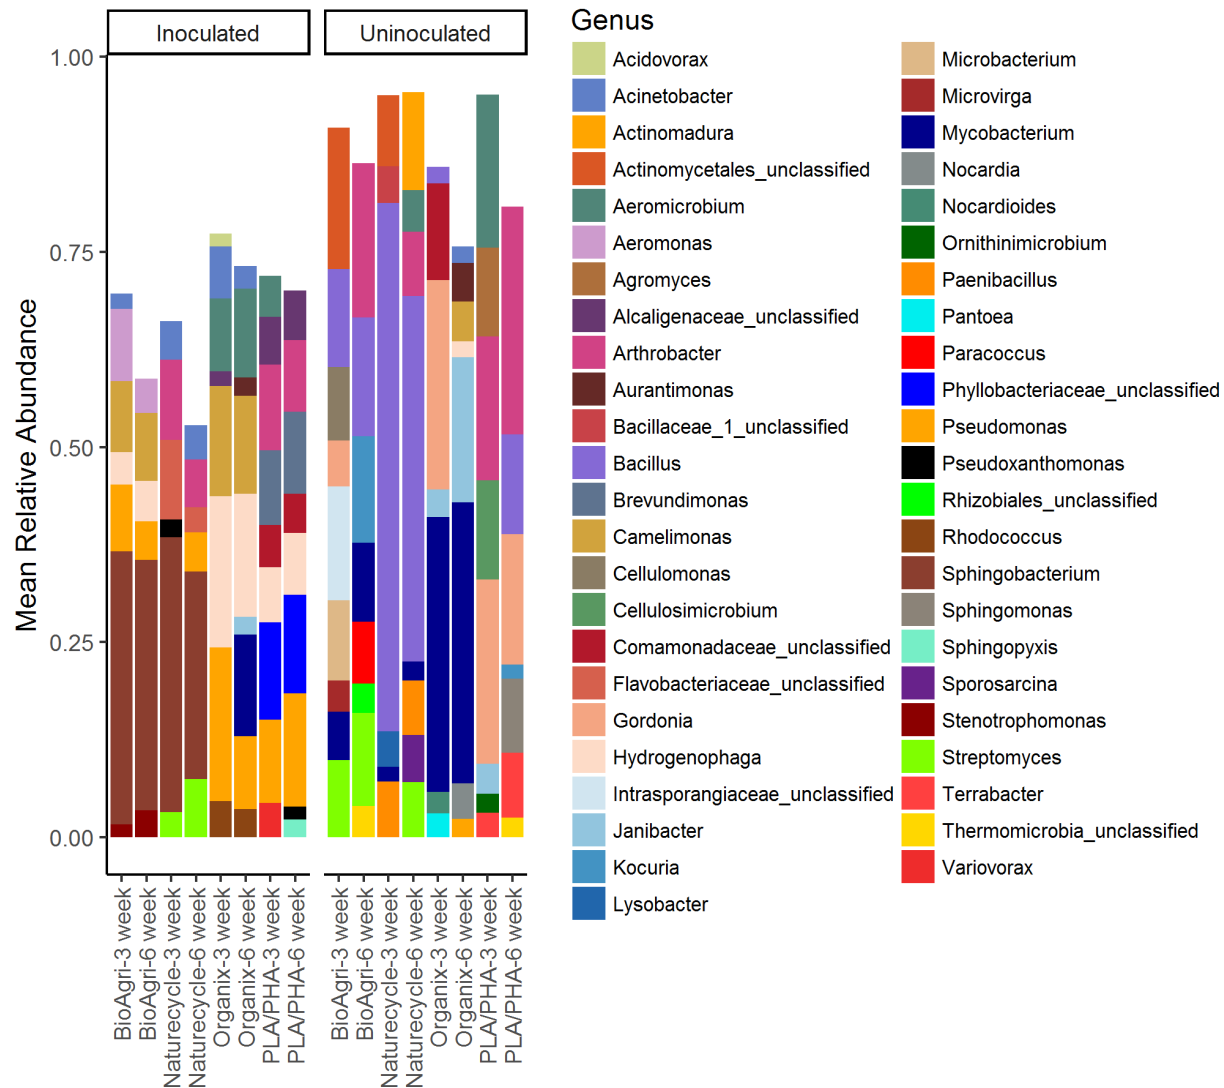 Inoculated
Uninoculated
Mean Relative Abundance
1.00
0.75
0.50
0.25
0.00
BioAgri-3 week
BioAgri-6 week
Naturecycle-3 week
Naturecycle-6 week
Organix-3 week
Organix-6 week
PLA/PHA-3 week
PLA/PHA-6 week
BioAgri-3 week
BioAgri-6 week
Naturecycle-3 week
Naturecycle-6 week
Organix-3 week
Organix-6 week
PLA/PHA-3 week
PLA/PHA-6 week
Genus
Acidovorax
Acinetobacter
Actinomadura
Actinomycetales_unclassified
Aeromicrobium
Aeromonas
Agromyces
Alcaligenaceae_unclassified
Arthrobacter
Aurantimonas
Bacillaceae_1_unclassified
Bacillus
Brevundimonas
Camelimonas
Cellulomonas
Cellulosimicrobium
Comamonadaceae_unclassified
Flavobacteriaceae_unclassified
Gordonia
Hydrogenophaga
Intrasporangiaceae_unclassified
Janibacter
Kocuria
Lysobacter
Microbacterium
Microvirga
Mycobacterium
Nocardia
Nocardioides
Ornithinimicrobium
Paenibacillus
Pantoea
Paracoccus
Phyllobacteriaceae_unclassified
Pseudomonas
Pseudoxanthomonas
Rhizobiales_unclassified
Rhodococcus
Sphingobacterium
Sphingomonas
Sphingopyxis
Sporosarcina
Stenotrophomonas
Streptomyces
Terrabacter
Thermomicrobia_unclassified
Variovorax